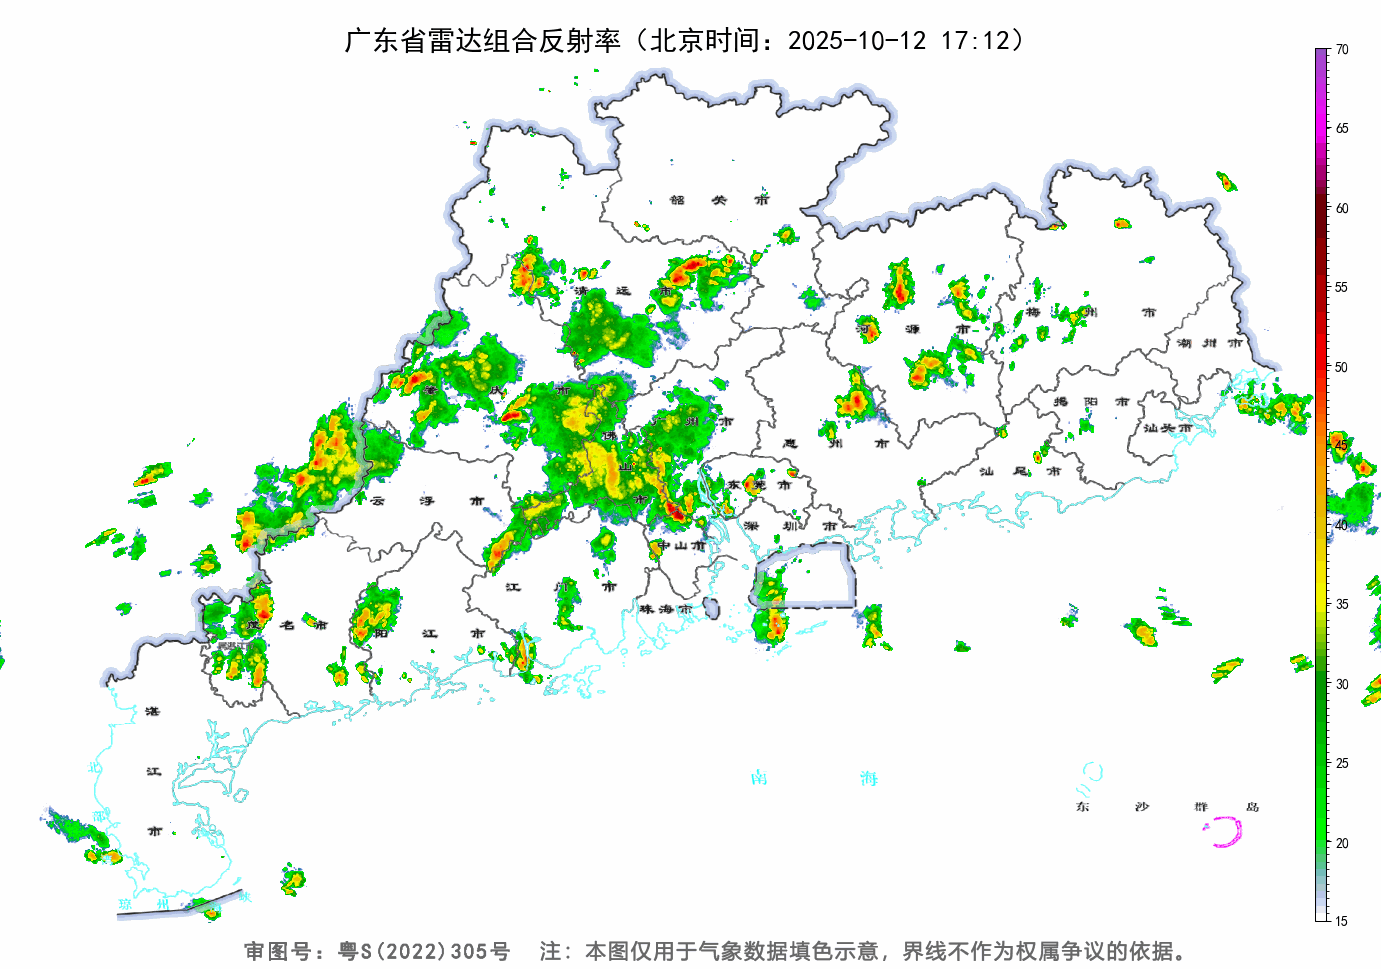 广东省雷达组合反射率（北京时间：2025-10-12 17:12）
70
65
60
55
50
45
40
35
30
25
20
15
韶 关 市
清 远 市
河 源 市
梅 州 市
潮 州 市
肇 庆 市
广 州 市
揭 阳 市
汕头市
佛 山 市
惠 州 市
汕 尾 市
云 浮 市
东 莞 市
深 圳 市
中山市
江 门 市
珠海市
茂 名 市
阳 江 市
湛 江 市
北 部
琼 州 海 峡
南 海
东 沙 群 岛
审图号：粤S(2022)305号 注：本图仅用于气象数据填色示意，界线不作为权属争议的依据。